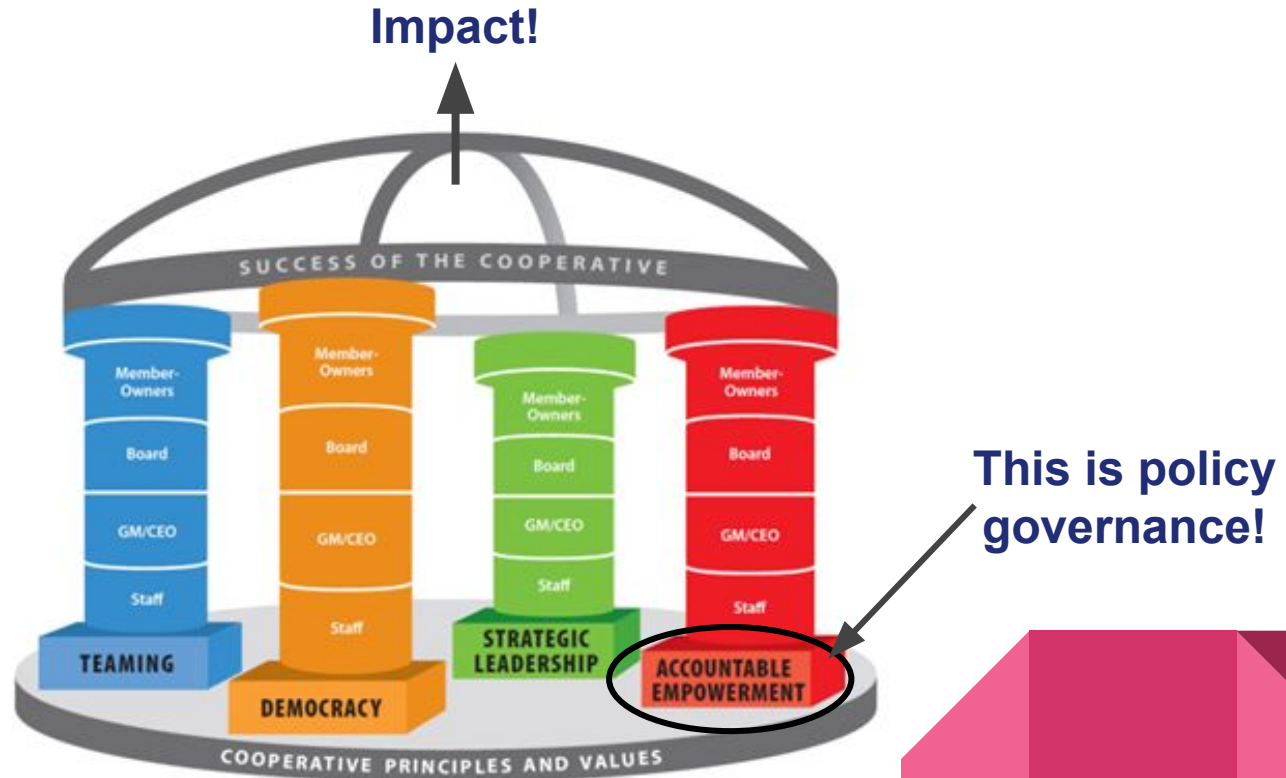 Impact!
SUCCESS OF THE COOPERATIVE
Member-
Owners
Board
GM/CEO
Staff
TEAMING
Member-
Owners
Board
GM/CEO
Staff
DEMOCRACY
Member-
Owners
Board
GM/CEO
Staff
STRATEGIC
LEADERSHIP
Member-
Owners
Board
GM/CEO
Staff
ACCOUNTABLE
EMPOWERMENT
This is policy
governance!
COOPERATIVE PRINCIPLES AND VALUES